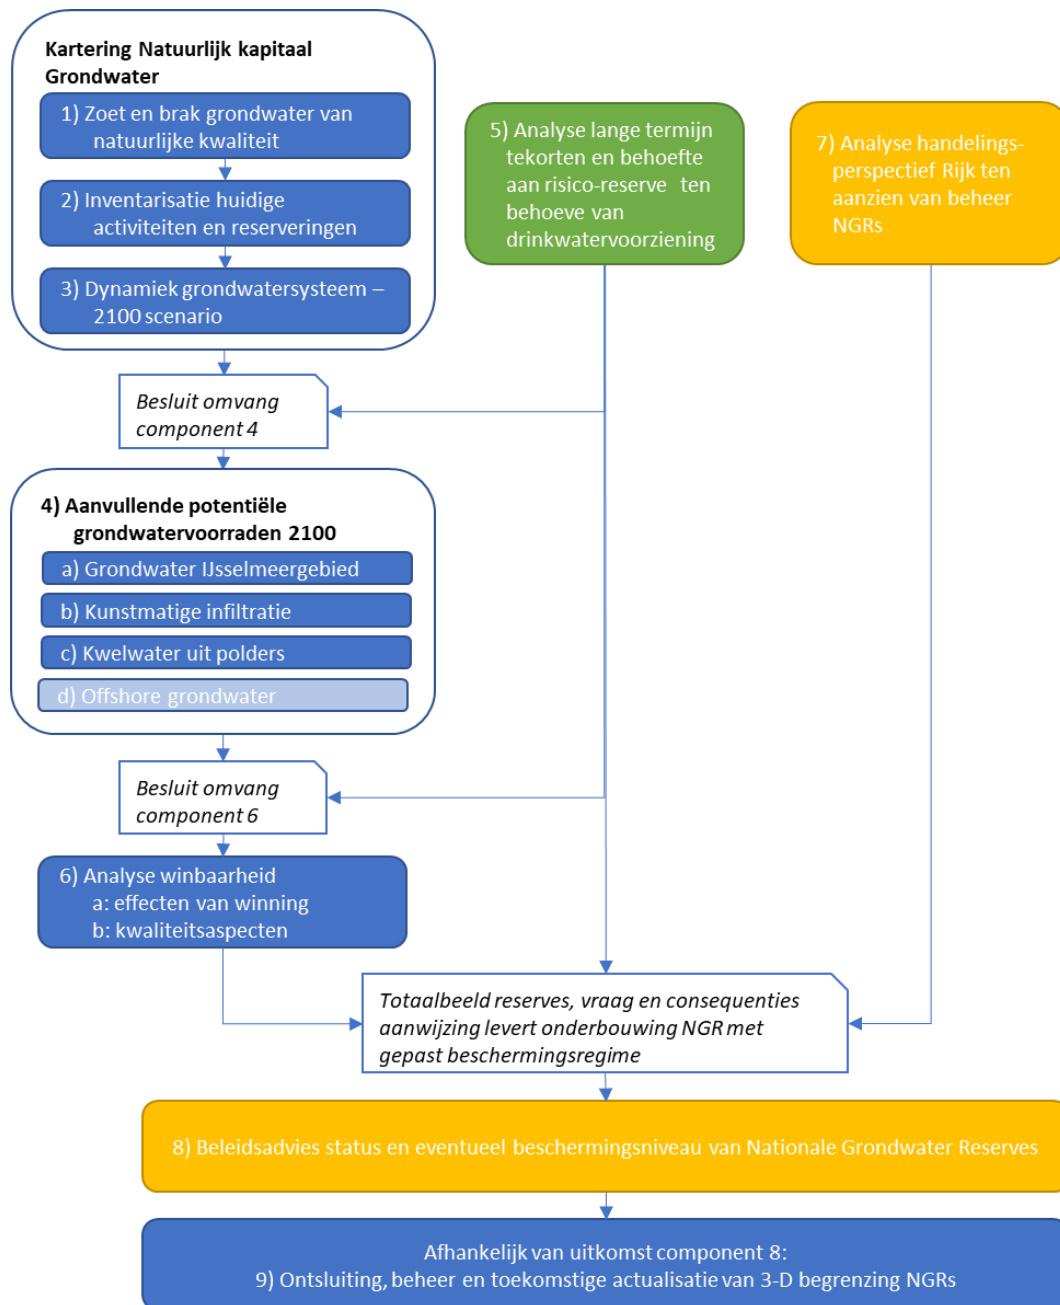 Kartering Natuurlijk kapitaal
Grondwater
1) Zoet en brak grondwater van
natuurlijke kwaliteit
2) Inventarisatie huidige
activiteiten en reserveringen
3) Dynamiek grondwatersysteem –
2100 scenario
5) Analyse lange termijn
tekorten en behoefte
aan risico-reserve ten
behoeve van
drinkwatervoorziening
7) Analyse handelings-
perspectief Rijk ten
aanzien van beheer
NGRs
Besluit omvang
component 4
4) Aanvullende potentiële
grondwatervoorraden 2100
a) Grondwater IJsselmeergebied
b) Kunstmatige infiltratie
c) Kwelwater uit polders
d) Offshore grondwater
Besluit omvang
component 6
6) Analyse winbaarheid
a: effecten van winning
b: kwaliteitsaspecten
Totaalbeeld reserves, vraag en consequenties
aanwijzing levert onderbouwing NGR met
gepast beschermingsregime
8) Beleidsadvies status en eventueel beschermingsniveau van Nationale Grondwater Reserves
Afhankelijk van uitkomst component 8:
9) Ontsluiting, beheer en toekomstige actualisatie van 3-D begrenzing NGRs